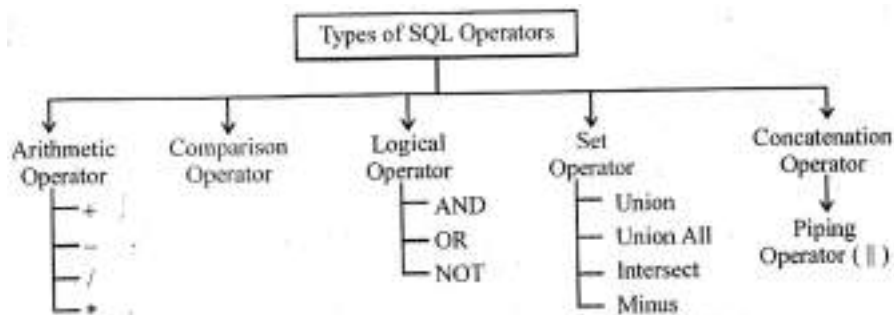 Types of SQL Operators
Arithmetic
Operator
+
-
/
*
Comparison
Operator
Logical
Operator
AND
OR
NOT
Set
Operator
Union
Union All
Intersect
Minus
Concatenation
Operator
Piping
Operator ( || )